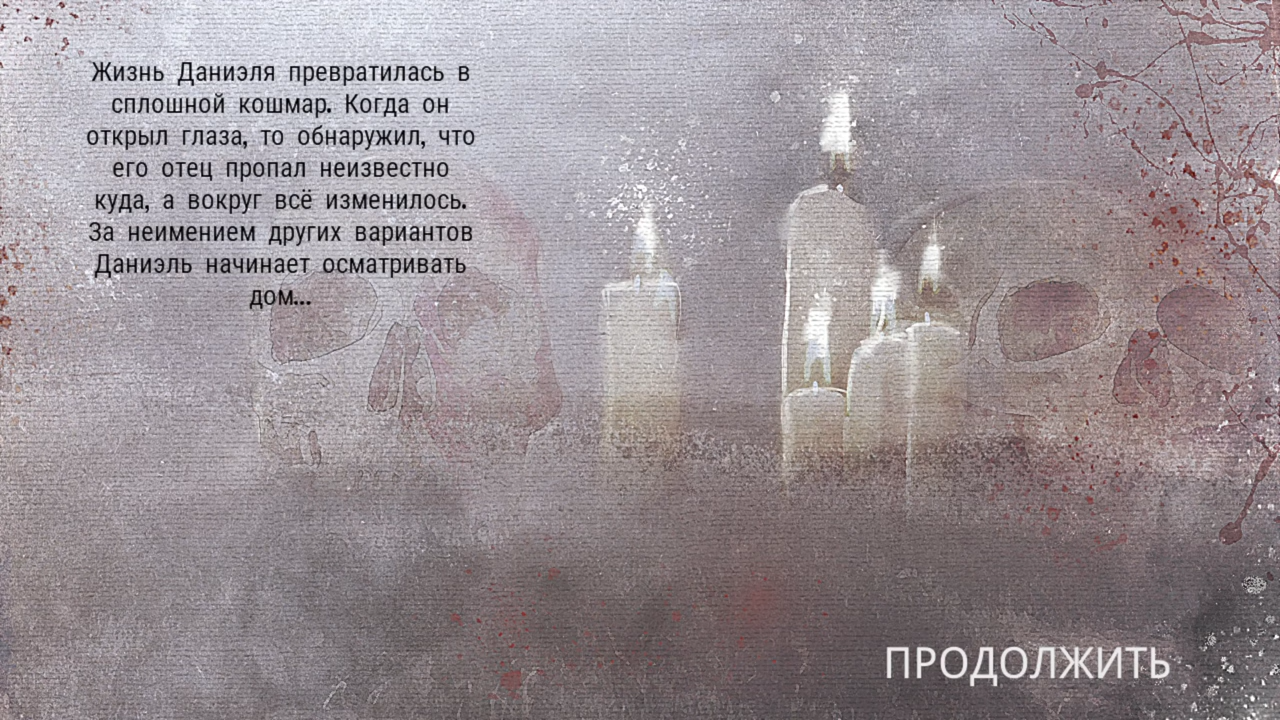 Жизнь Даниэля превратилась в
сплошной кошмар. Когда он
открыл глаза, то обнаружил, что
его отец пропал неизвестно
куда, а вокруг всё изменилось.
За неимением других вариантов
Даниэль начинает осматривать
дом...
ПРОДОЛЖИТЬ